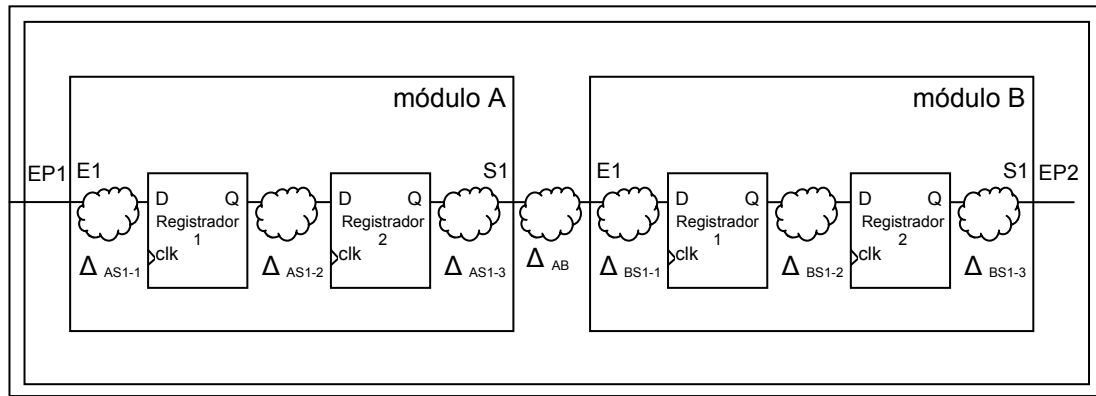 módulo A
módulo B
EP1 E1 S1 E1 S1 EP2
D Q D Q D Q D Q
Registrador 1 Registrador 2 Registrador 1 Registrador 2
clk clk clk clk
Δ AS1-1 Δ AS1-2 Δ AS1-3 Δ AB Δ BS1-1 Δ BS1-2 Δ BS1-3